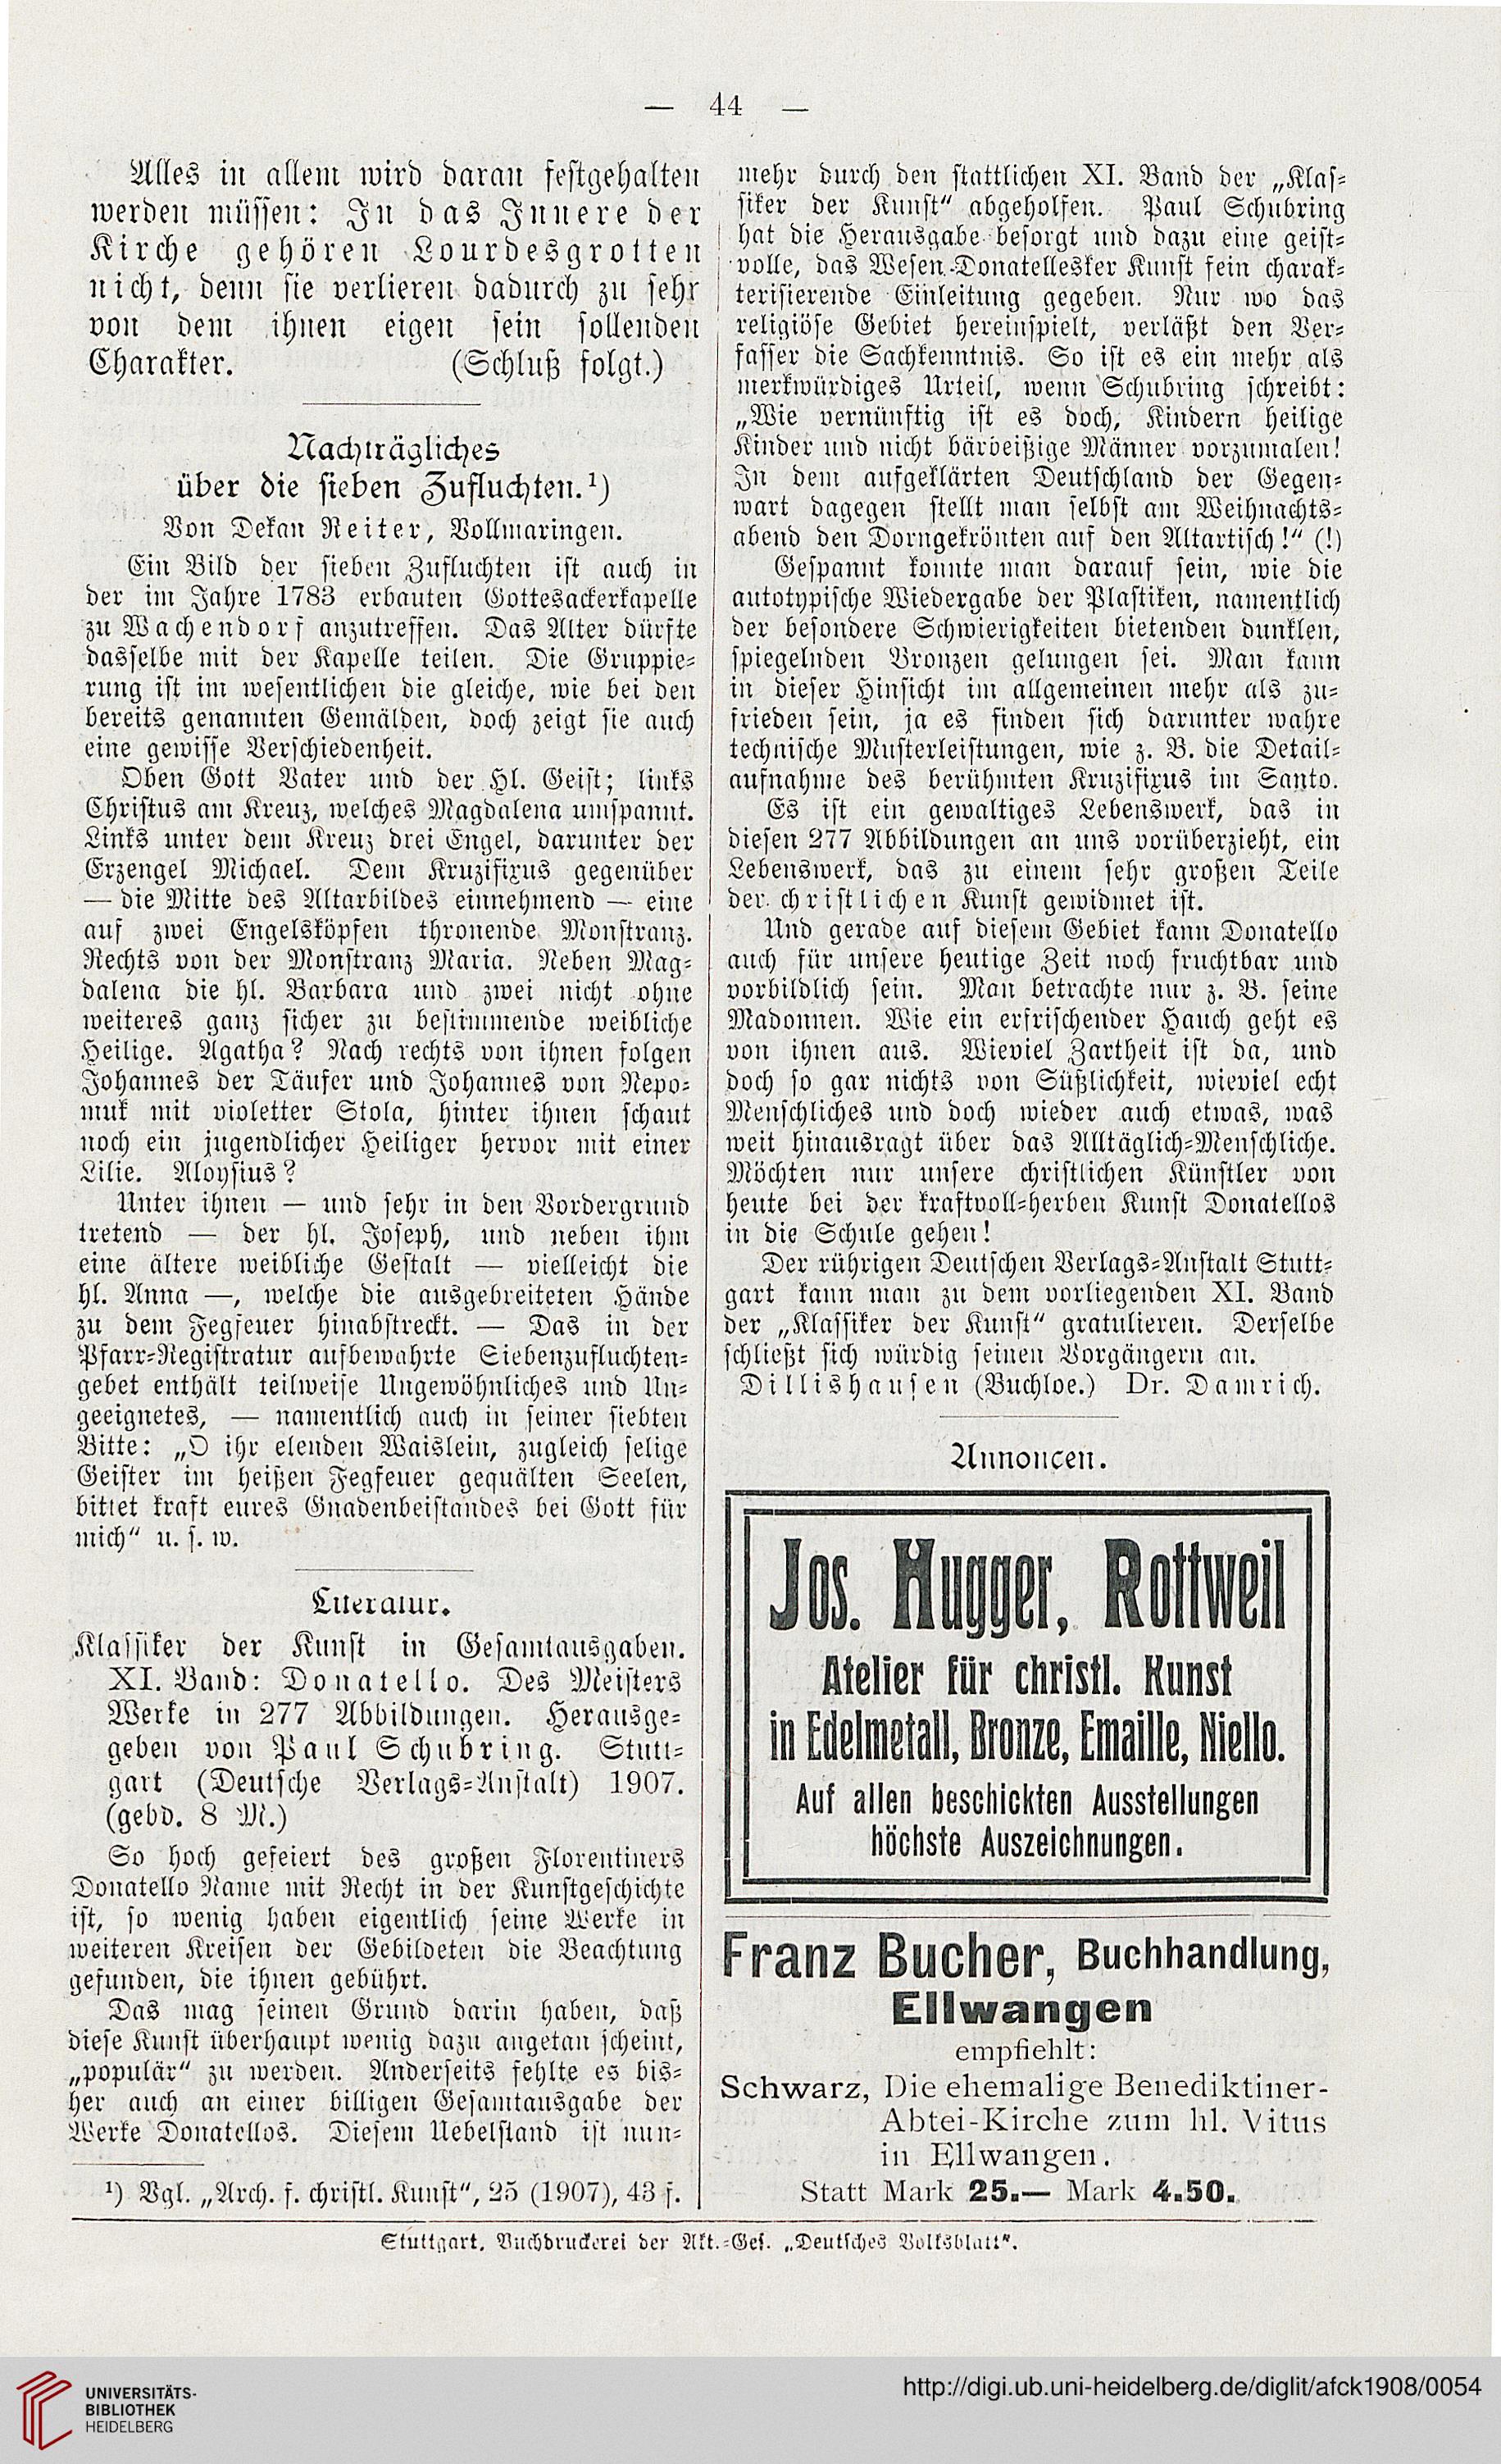 — 44 —
Alles in allem wird daran festgehalten
werden müssen: In das Innere der
Kirche gehören Lourdesgrotten
nicht, denn sie verlieren dadurch zu sehr
von dem ihnen eigen sein sollenden
Charakter. (Schluß folgt.)
Nachträgliches
über die sieben Zufluchten.¹)
Von Dekan Reiter, Vollmaringen.
Ein Bild der sieben Zufluchten ist auch in
der im Jahre 1783 erbauten Gottesackerkapelle
zu Wachendorf anzutreffen. Das Alter dürfte
dasselbe mit der Kapelle teilen. Die Gruppie-
rung ist im wesentlichen die gleiche, wie bei den
bereits genannten Gemälden, doch zeigt sie auch
eine gewisse Verschiedenheit.
Oben Gott Vater und der Hl. Geist; links
Christus am Kreuz, welches Magdalena umspannt.
Links unter dem Kreuz drei Engel, darunter der
Erzengel Michael. Dem Kruzifixus gegenüber
— die Mitte des Altarbildes einnehmend — eine
auf zwei Engelsköpfen thronende Monstranz.
Rechts von der Monstranz Maria. Neben Mag-
dalena die hl. Barbara und zwei nicht ohne
weiteres ganz sicher zu bestimmende weibliche
Heilige. Agatha? Nach rechts von ihnen folgen
Johannes der Täufer und Johannes von Nepo-
muk mit violetter Stola, hinter ihnen schaut
noch ein jugendlicher Heiliger hervor mit einer
Lilie. Aloysius?
Unter ihnen — und sehr in den Vordergrund
tretend — der hl. Joseph, und neben ihm
eine ältere weibliche Gestalt — vielleicht die
hl. Anna —, welche die ausgebreiteten Hände
zu dem Fegfeuer hinabstreckt. — Das in der
Pfarr-Registratur aufbewahrte Siebenzufluchten-
gebet enthält teilweise Ungewöhnliches und Un-
geeignetes, — namentlich auch in seiner siebten
Bitte: „O ihr elenden Waislein, zugleich selige
Geister im heißen Fegfeuer gequälten Seelen,
bittet kraft eures Gnadenbeistandes bei Gott für
mich“ u. s. w.
Literatur.
Klassiker der Kunst in Gesamtausgaben.
XI. Band: Donatello. Des Meisters
Werke in 277 Abbildungen. Herausge-
geben von Paul Schubring. Stutt-
gart (Deutsche Verlags-Anstalt) 1907.
(gebd. 8 M.)
So hoch gefeiert des großen Florentiners
Donatello Name mit Recht in der Kunstgeschichte
ist, so wenig haben eigentlich seine Werke in
weiteren Kreisen der Gebildeten die Beachtung
gefunden, die ihnen gebührt.
Das mag seinen Grund darin haben, daß
diese Kunst überhaupt wenig dazu angetan scheint,
„populär“ zu werden. Anderseits fehlte es bis-
her auch an einer billigen Gesamtausgabe der
Werke Donatellos. Diesem Uebelstand ist nun-
¹) Vgl. „Arch. f. christl. Kunst“, 25 (1907), 43 f.
mehr durch den stattlichen XI. Band der „Klas-
siker der Kunst“ abgeholfen. Paul Schubring
hat die Herausgabe besorgt und dazu eine geist-
volle, das Wesen Donatellesker Kunst fein charak-
terisierende Einleitung gegeben. Nur wo das
religiöse Gebiet hereinspielt, verläßt den Ver-
fasser die Sachkenntnis. So ist es ein mehr als
merkwürdiges Urteil, wenn Schubring schreibt:
„Wie vernünftig ist es doch, Kindern heilige
Kinder und nicht bärbeißige Männer vorzumalen!
In dem aufgeklärten Deutschland der Gegen-
wart dagegen stellt man selbst am Weihnachts-
abend den Dorngekrönten auf den Altartisch!“ (!)
Gespannt konnte man darauf sein, wie die
autotypische Wiedergabe der Plastiken, namentlich
der besondere Schwierigkeiten bietenden dunklen,
spiegelnden Bronzen gelungen sei. Man kann
in dieser Hinsicht im allgemeinen mehr als zu-
frieden sein, ja es finden sich darunter wahre
technische Musterleistungen, wie z. B. die Detail-
aufnahme des berühmten Kruzifixus im Santo.
Es ist ein gewaltiges Lebenswerk, das in
diesen 277 Abbildungen an uns vorüberzieht, ein
Lebenswerk, das zu einem sehr großen Teile
der christlichen Kunst gewidmet ist.
Und gerade auf diesem Gebiet kann Donatello
auch für unsere heutige Zeit noch fruchtbar und
vorbildlich sein. Man betrachte nur z. B. seine
Madonnen. Wie ein erfrischender Hauch geht es
von ihnen aus. Wieviel Zartheit ist da, und
doch so gar nichts von Süßlichkeit, wieviel echt
Menschliches und doch wieder auch etwas, was
weit hinausragt über das Alltäglich-Menschliche.
Möchten nur unsere christlichen Künstler von
heute bei der kraftvoll-herben Kunst Donatellos
in die Schule gehen!
Der rührigen Deutschen Verlags-Anstalt Stutt-
gart kann man zu dem vorliegenden XI. Band
der „Klassiker der Kunst“ gratulieren. Derselbe
schließt sich würdig seinen Vorgängern an.
Dillishausen (Buchloe.) Dr. Damrich.
Annoncen.
Jos. Hugger, Rottweil
Atelier für christl. Kunst
in Edelmetall, Bronze, Emaille, Niello.
Auf allen beschickten Ausstellungen
höchste Auszeichnungen.
Franz Bucher, Buchhandlung,
Ellwangen
empfiehlt:
Schwarz, Die ehemalige Benediktiner-
Abtei-Kirche zum hl. Vitus
in Ellwangen.
Statt Mark 25.— Mark 4.50.
Stuttgart, Buchdruckerei der Akt.-Ges. „Deutsches Volksblatt“.
UNIVERSITÄTS-
BIBLIOTHEK
HEIDELBERG
http://digi.ub.uni-heidelberg.de/diglit/afck1908/0054